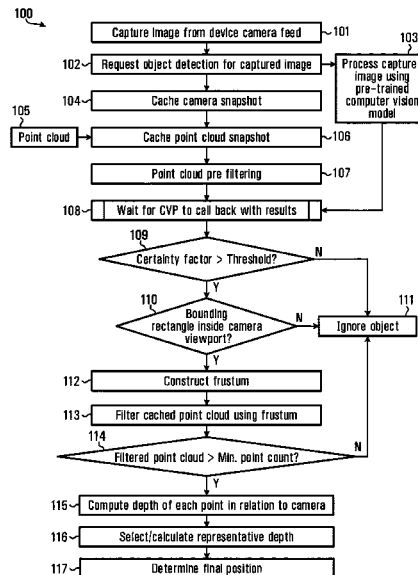 100
Capture image from device camera feed
101
102
Request object detection for captured image
103
Process capture
image using
pre-trained
computer vision
model
104
Cache camera snapshot
105
Point cloud
Cache point cloud snapshot
106
Point cloud pre filtering
107
108
Wait for CVP to call back with results
109
Certainty factor > Threshold?
N
Y
110
Bounding
rectangle inside camera
viewport?
N
Y
111
Ignore object
112
Construct frustum
113
Filter cached point cloud using frustum
114
Filtered point cloud > Min. point count?
N
Y
115
Compute depth of each point in relation to camera
116
Select/calculate representative depth
117
Determine final position